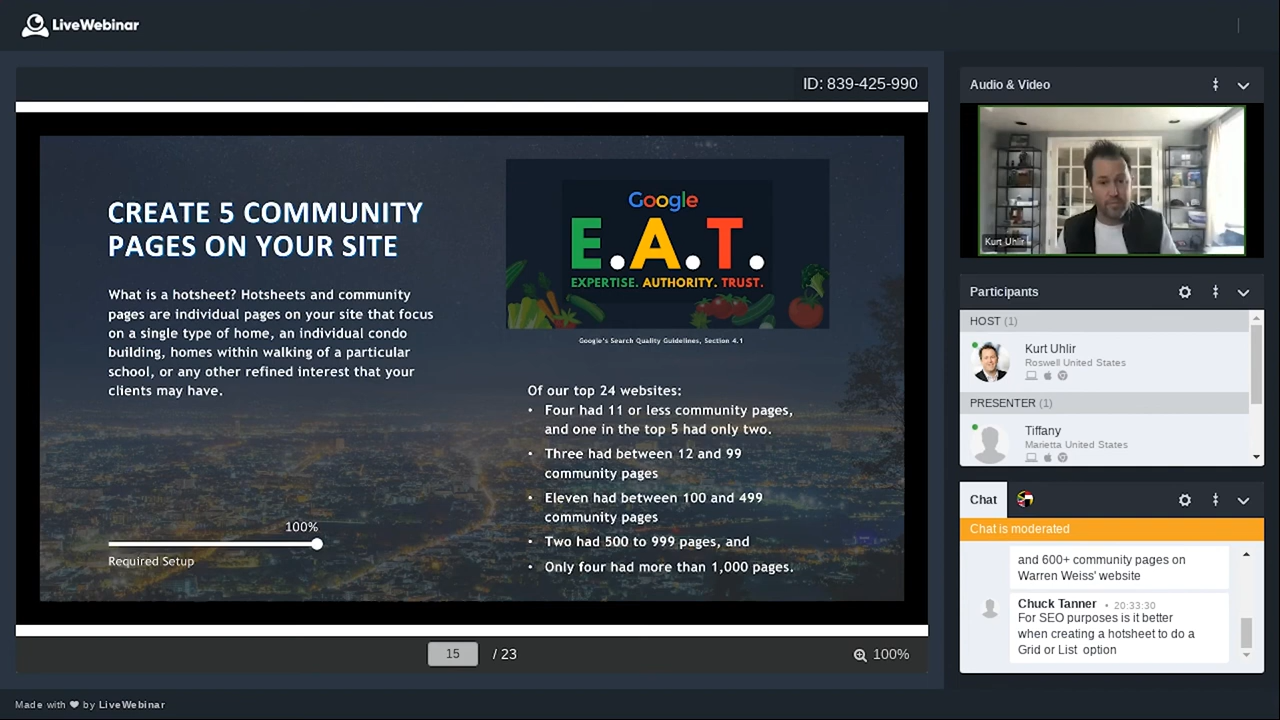 LiveWebinar
ID: 839-425-990
CREATE 5 COMMUNITY
PAGES ON YOUR SITE
What is a hotsheet? Hotsheets and community
pages are individual pages on your site that focus
on a single type of home, an individual condo
building, homes within walking of a particular
school, or any other refined interest that your
clients may have.
100%
Required Setup
Google
E.A.T.
EXPERTISE. AUTHORITY. TRUST.
Google's Search Quality Guidelines, Section 4.1
Of our top 24 websites:
• Four had 11 or less community pages,
and one in the top 5 had only two.
• Three had between 12 and 99
community pages
• Eleven had between 100 and 499
community pages
• Two had 500 to 999 pages, and
• Only four had more than 1,000 pages.
15 / 23
100%
Audio & Video
Kurt Uhlir
Participants
HOST (1)
Kurt Uhlir
Roswell United States
PRESENTER (1)
Tiffany
Marietta United States
Chat
Chat is moderated
and 600+ community pages on
Warren Weiss' website
Chuck Tanner • 20:33:30
For SEO purposes is it better
when creating a hotsheet to do a
Grid or List option
Made with ❤ by LiveWebinar